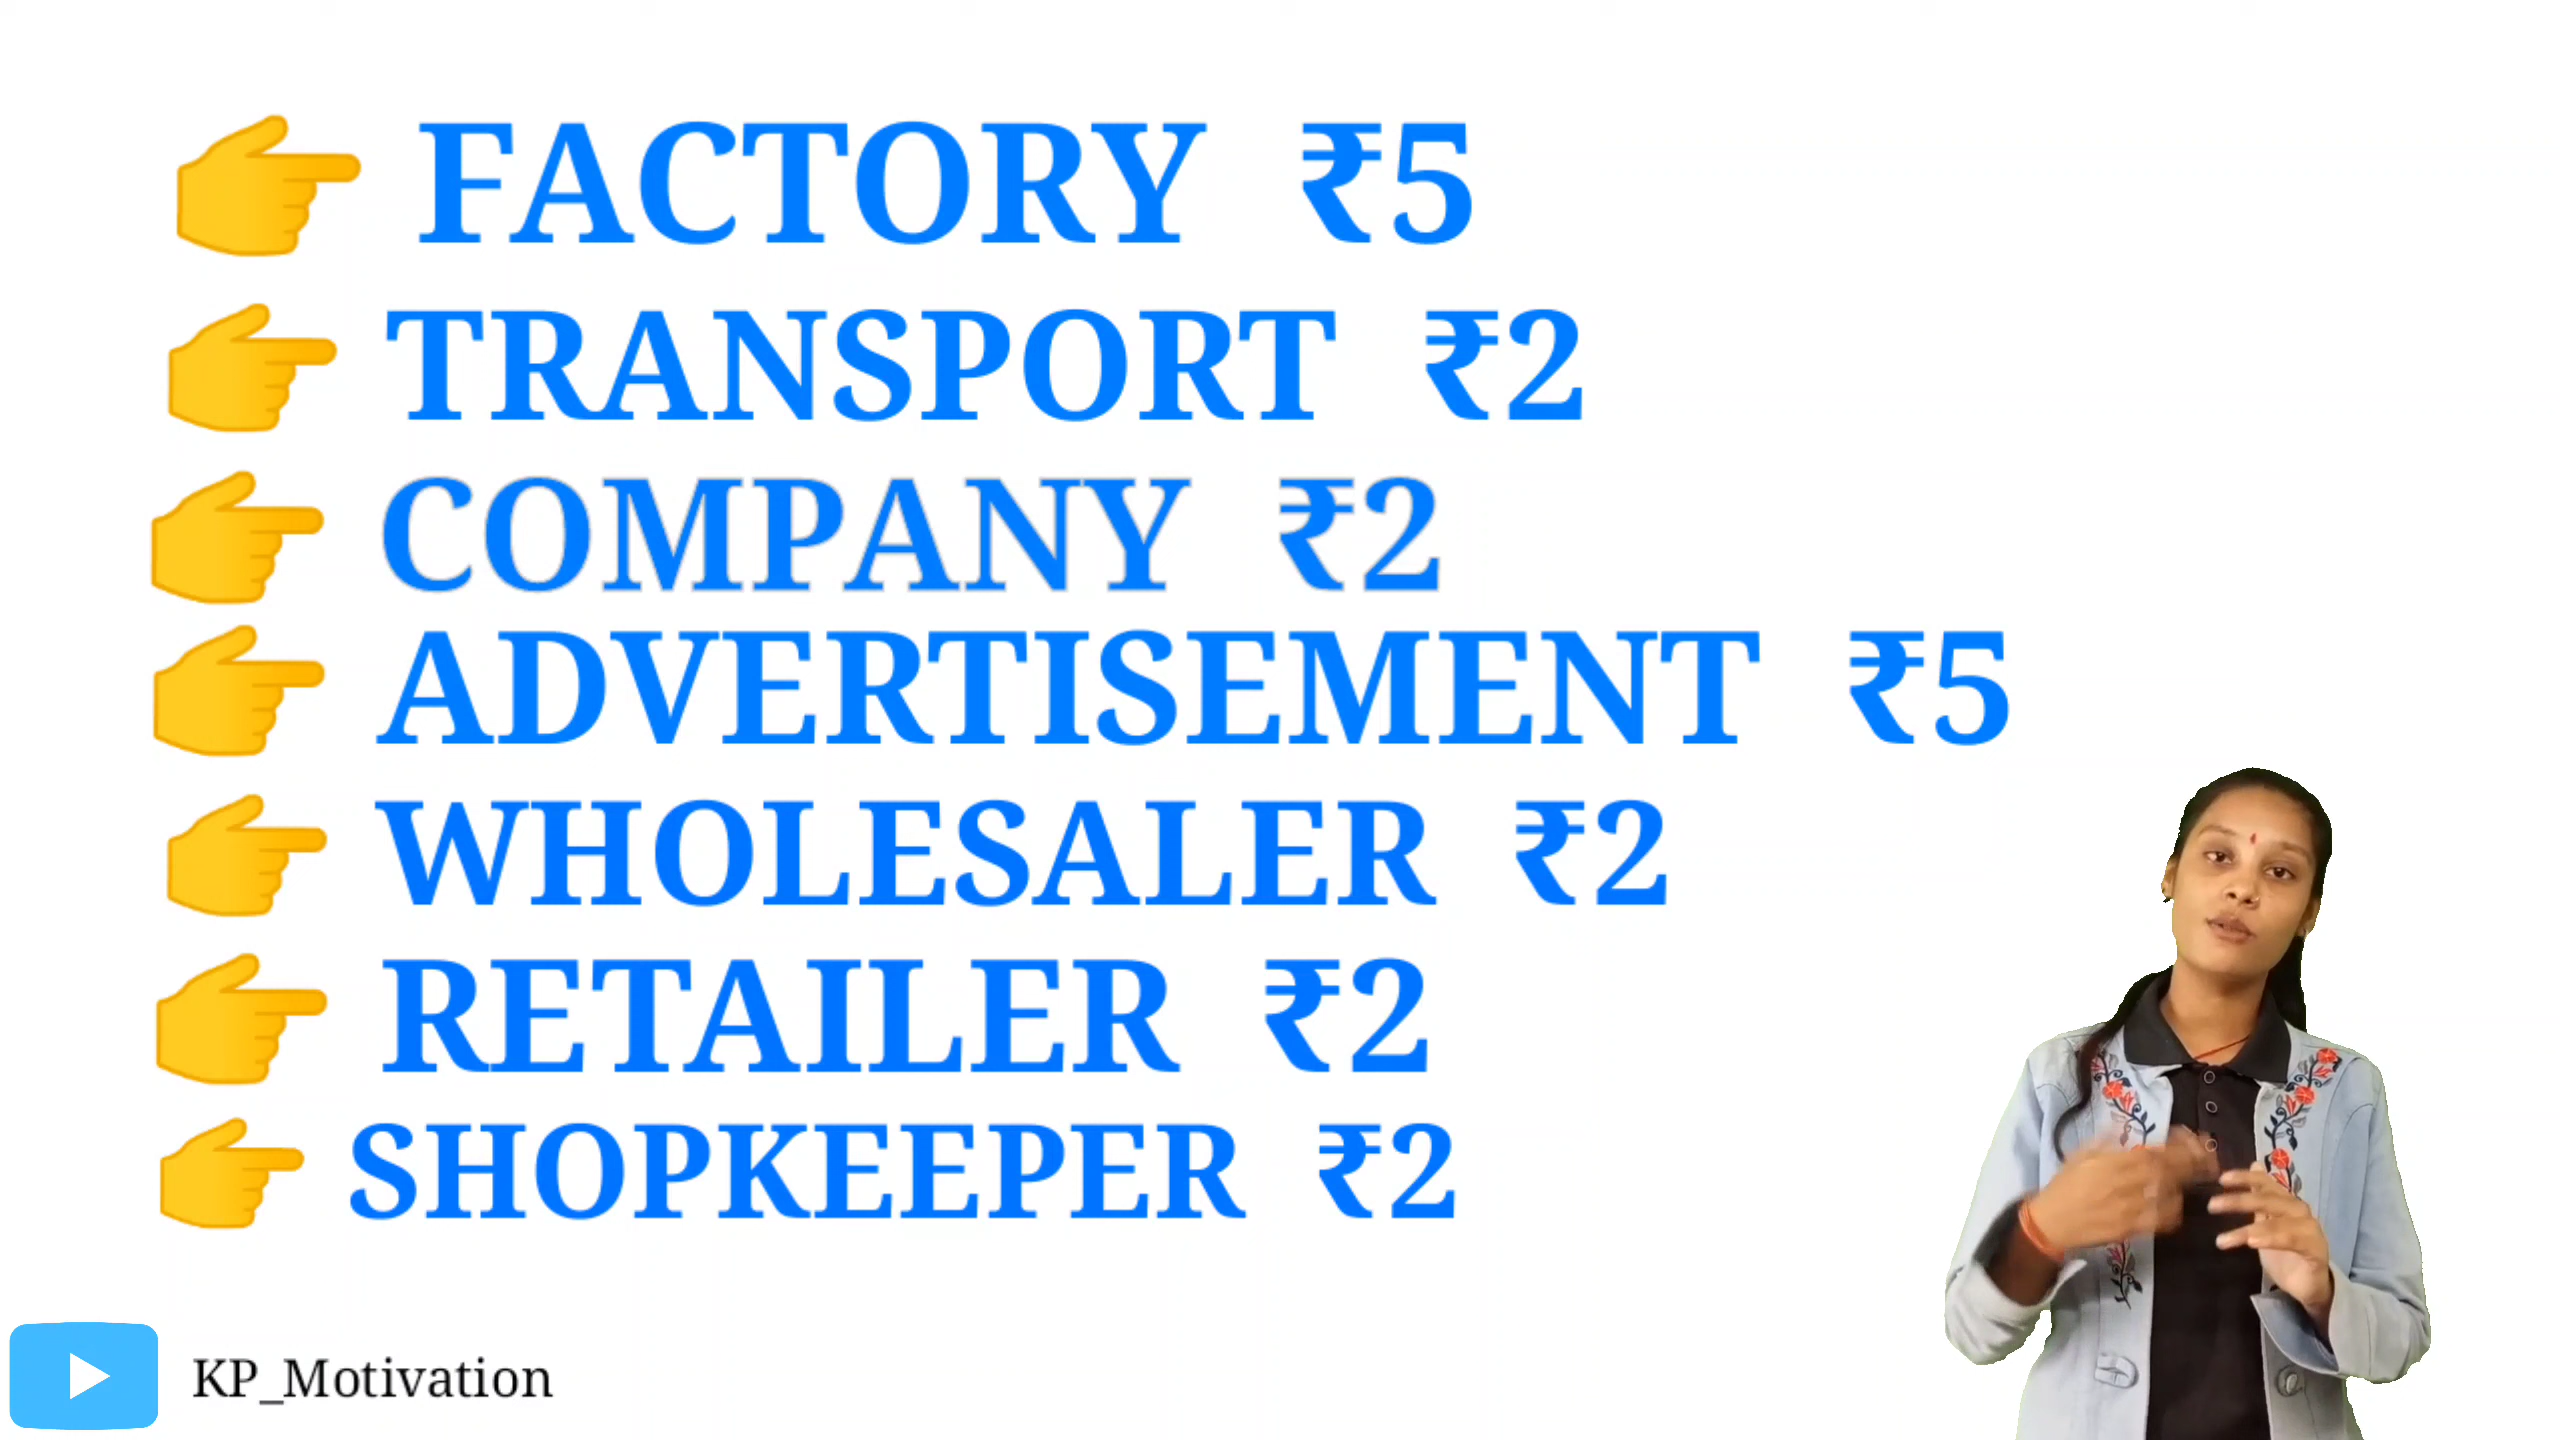 👉 FACTORY ₹5
👉 TRANSPORT ₹2
👉 COMPANY ₹2
👉 ADVERTISEMENT ₹5
👉 WHOLESALER ₹2
👉 RETAILER ₹2
👉 SHOPKEEPER ₹2
KP_Motivation